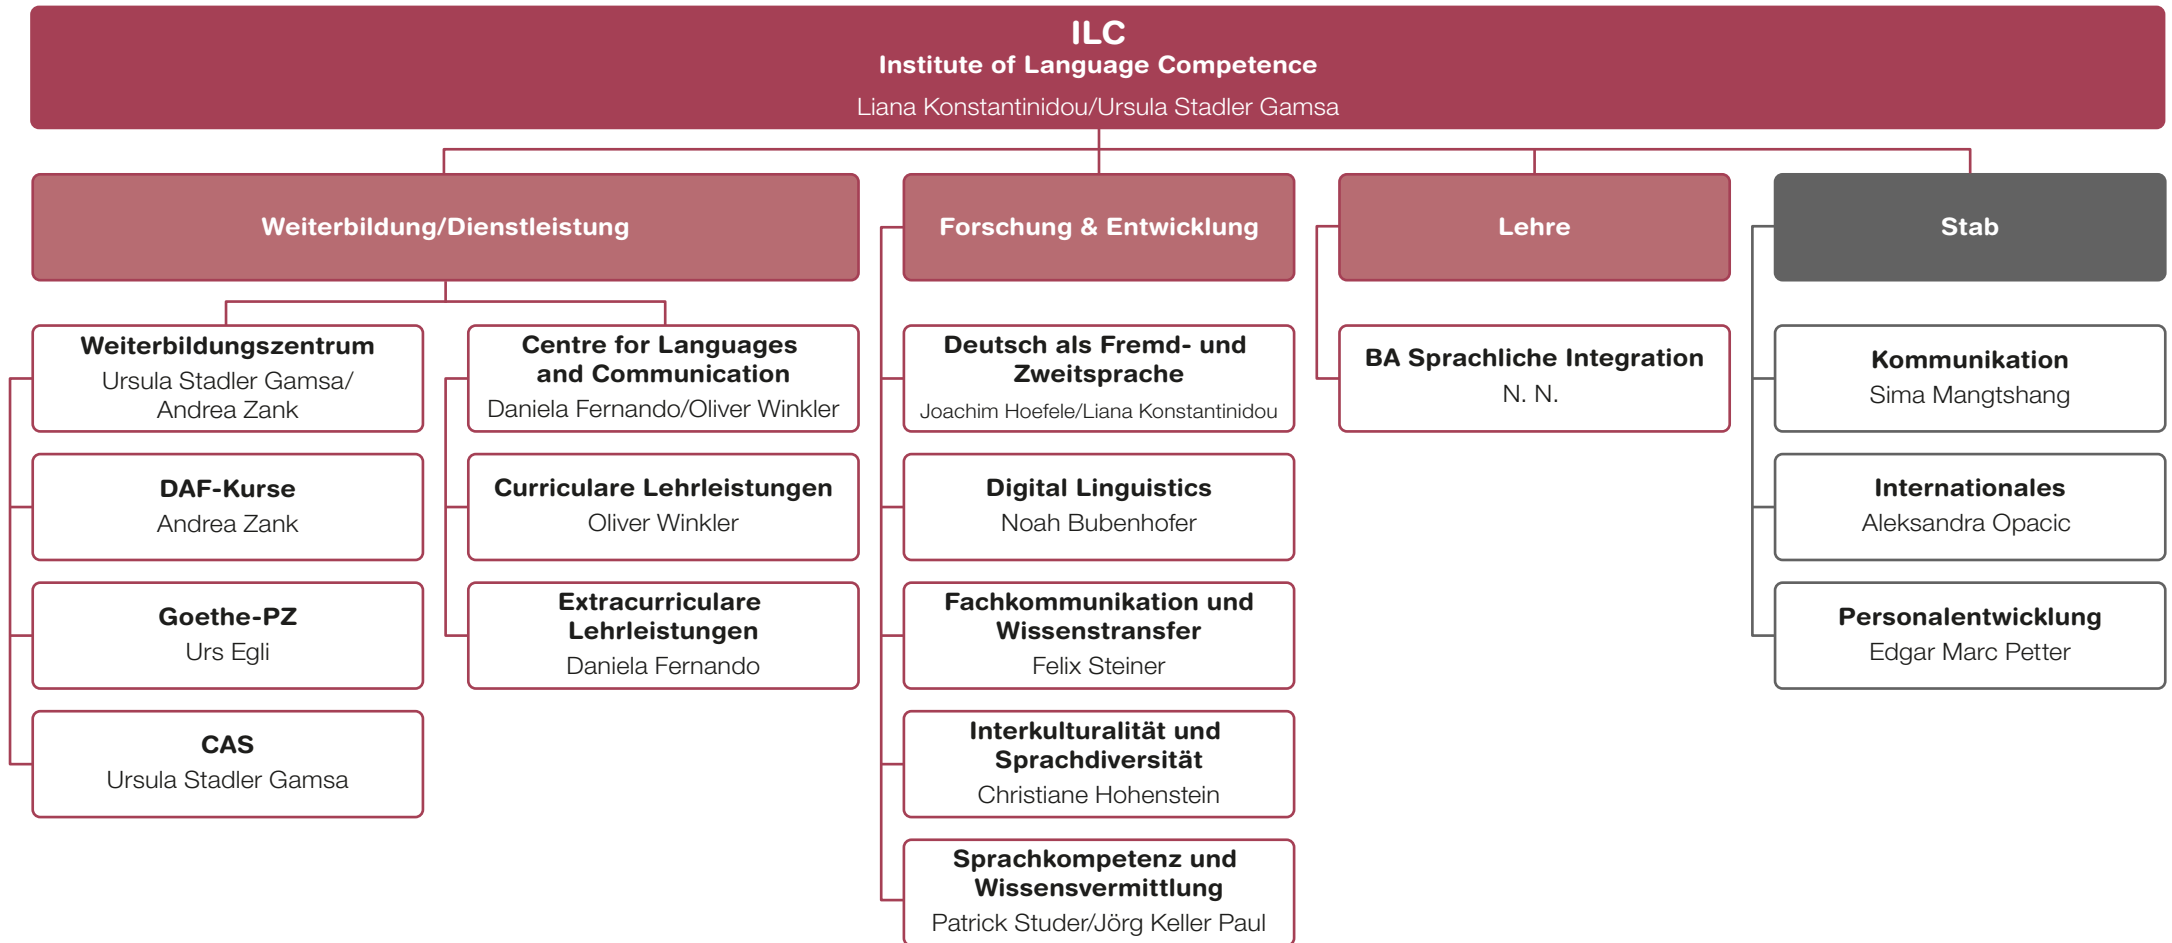 ILC
Institute of Language Competence
Liana Konstantinidou/Ursula Stadler Gamsa
Weiterbildung/Dienstleistung
Weiterbildungszentrum
Ursula Stadler Gamsa/
Andrea Zank
DAF-Kurse
Andrea Zank
Goethe-PZ
Urs Egli
CAS
Ursula Stadler Gamsa
Centre for Languages
and Communication
Daniela Fernando/Oliver Winkler
Curriculare Lehrleistungen
Oliver Winkler
Extracurriculare
Lehrleistungen
Daniela Fernando
Forschung & Entwicklung
Deutsch als Fremd- und
Zweitsprache
Joachim Hoefele/Liana Konstantinidou
Digital Linguistics
Noah Bubenhofer
Fachkommunikation und
Wissenstransfer
Felix Steiner
Interkulturalität und
Sprachdiversität
Christiane Hohenstein
Sprachkompetenz und
Wissensvermittlung
Patrick Studer/Jörg Keller Paul
Lehre
BA Sprachliche Integration
N. N.
Stab
Kommunikation
Sima Mangtshang
Internationales
Aleksandra Opacic
Personalentwicklung
Edgar Marc Petter